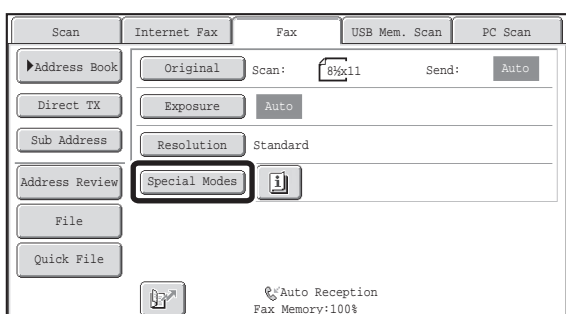 Scan Internet Fax Fax USB Mem. Scan PC Scan
Address Book Original Scan: 8½x11 Send: Auto
Direct TX Exposure Auto
Sub Address Resolution Standard
Address Review Special Modes
File
Quick File
Auto Reception
Fax Memory:100%